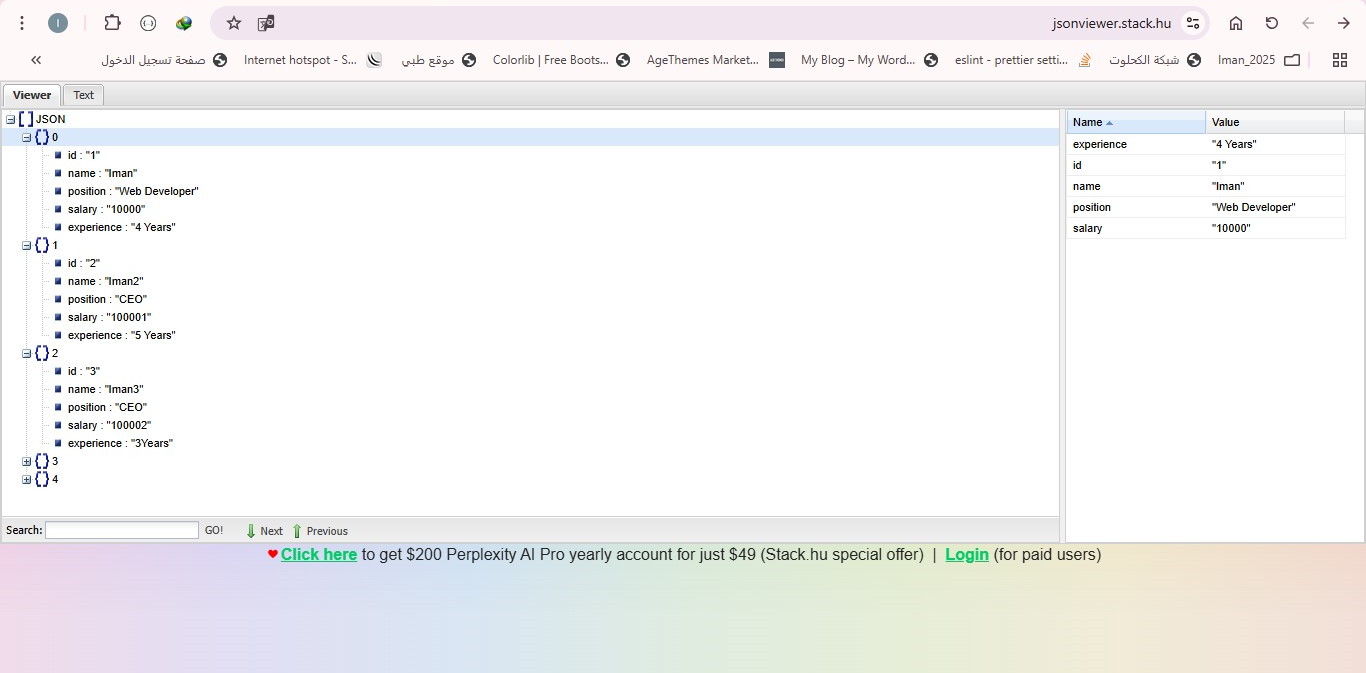 I jsonviewer.stack.hu
صفحة تسجيل الدخول Internet hotspot - S... موقع طبي Colorlib | Free Boots... AgeThemes Market... My Blog – My Word... eslint - prettier setti... شبكة الكحلوت Iman_2025
Viewer Text
JSON
0
id : "1"
name : "Iman"
position : "Web Developer"
salary : "10000"
experience : "4 Years"
1
id : "2"
name : "Iman2"
position : "CEO"
salary : "100001"
experience : "5 Years"
2
id : "3"
name : "Iman3"
position : "CEO"
salary : "100002"
experience : "3Years"
3
4
Name Value
experience "4 Years"
id "1"
name "Iman"
position "Web Developer"
salary "10000"
Search: GO! Next Previous
Click here to get $200 Perplexity AI Pro yearly account for just $49 (Stack.hu special offer) | Login (for paid users)